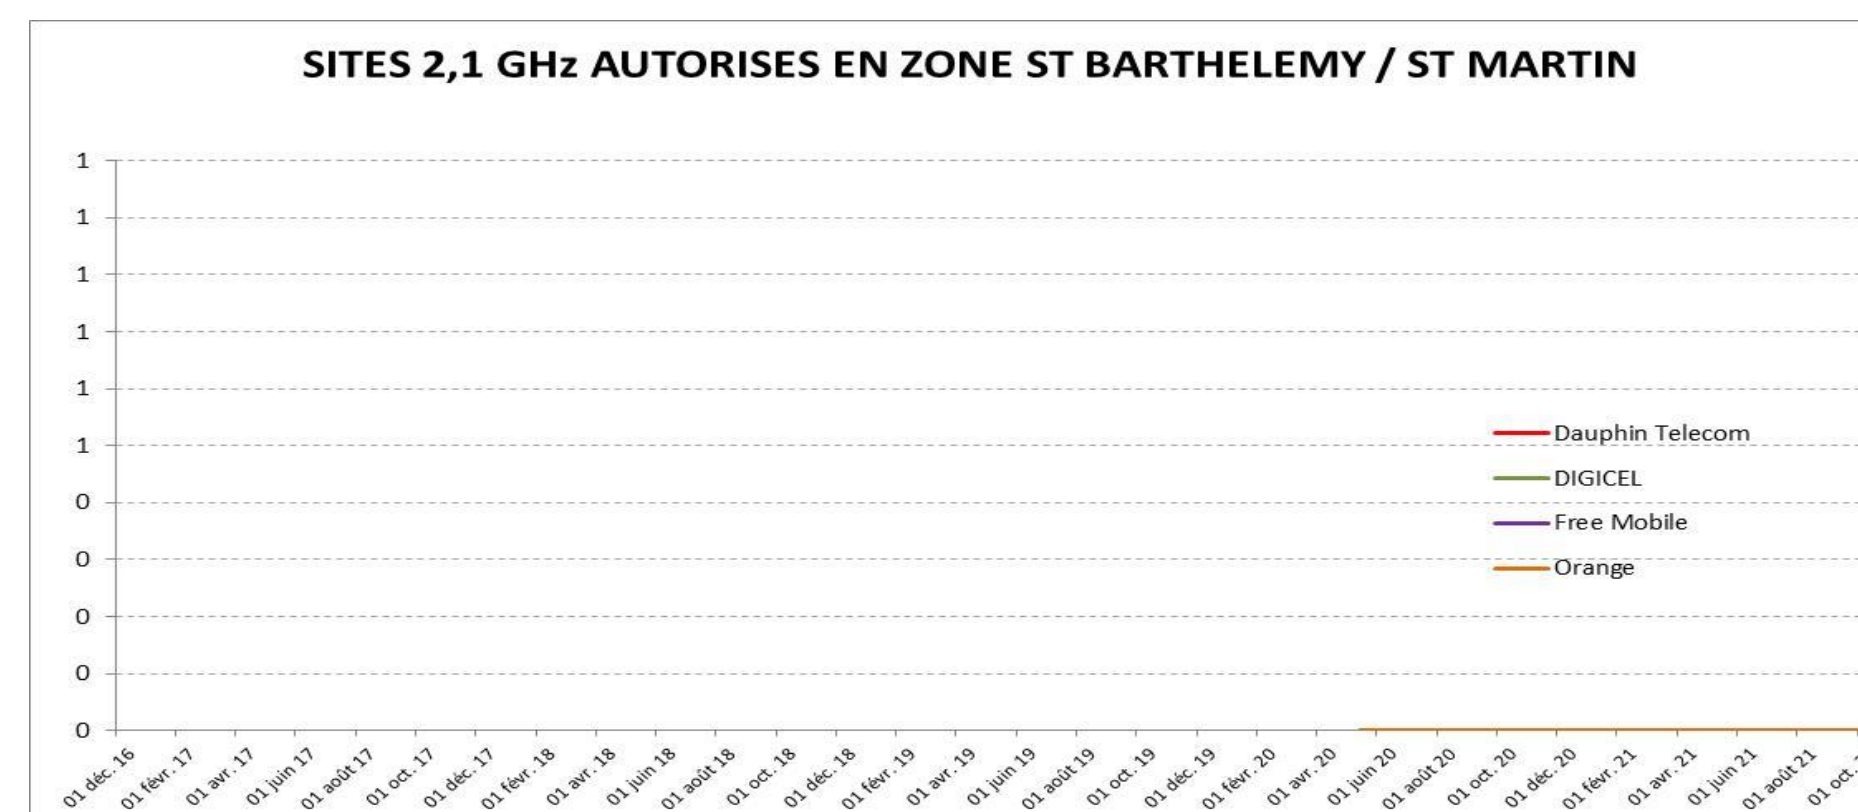 SITES 2,1 GHz AUTORISES EN ZONE ST BARTHELEMY / ST MARTIN
1
1
1
1
1
1
0
0
0
0
0
Dauphin Telecom
DIGICEL
Free Mobile
Orange
01 déc. 16
01 févr. 17
01 avr. 17
01 juin 17
01 août 17
01 oct. 17
01 déc. 17
01 févr. 18
01 avr. 18
01 juin 18
01 août 18
01 oct. 18
01 déc. 18
01 févr. 19
01 avr. 19
01 juin 19
01 août 19
01 oct. 19
01 déc. 19
01 févr. 20
01 avr. 20
01 juin 20
01 août 20
01 oct. 20
01 déc. 20
01 févr. 21
01 avr. 21
01 juin 21
01 août 21
01 oct.